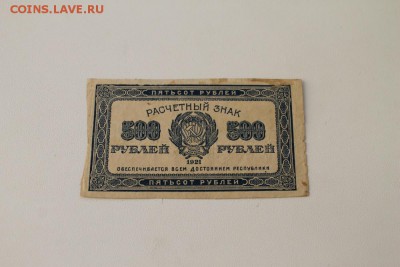 COINS.LAVE.RU
ПЯТЬСОТ РУБЛЕЙ
РАСЧЕТНЫЙ ЗНАК
500 500
РУБЛЕЙ РУБЛЕЙ
1921
ОБЕСПЕЧИВАЕТСЯ ВСЕМ ДОСТОЯНИЕМ РЕСПУБЛИКИ
ПЯТЬСОТ РУБЛЕЙ